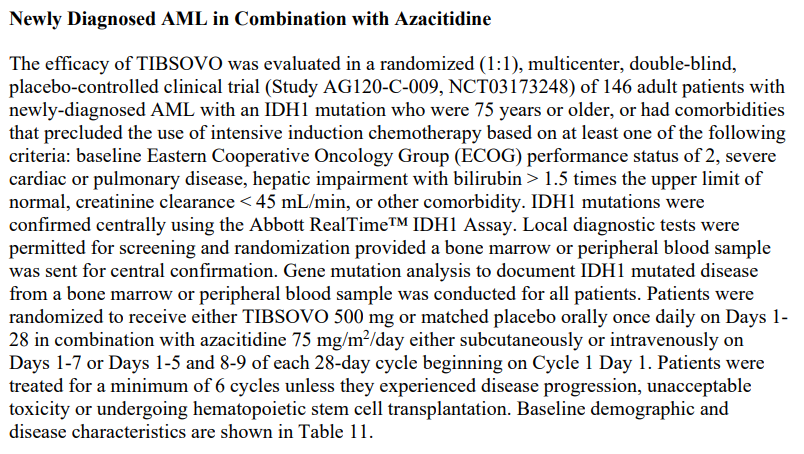 Newly Diagnosed AML in Combination with Azacitidine
The efficacy of TIBSOVO was evaluated in a randomized (1:1), multicenter, double-blind,
placebo-controlled clinical trial (Study AG120-C-009, NCT03173248) of 146 adult patients with
newly-diagnosed AML with an IDH1 mutation who were 75 years or older, or had comorbidities
that precluded the use of intensive induction chemotherapy based on at least one of the following
criteria: baseline Eastern Cooperative Oncology Group (ECOG) performance status of 2, severe
cardiac or pulmonary disease, hepatic impairment with bilirubin > 1.5 times the upper limit of
normal, creatinine clearance < 45 mL/min, or other comorbidity. IDH1 mutations were
confirmed centrally using the Abbott RealTime™ IDH1 Assay. Local diagnostic tests were
permitted for screening and randomization provided a bone marrow or peripheral blood sample
was sent for central confirmation. Gene mutation analysis to document IDH1 mutated disease
from a bone marrow or peripheral blood sample was conducted for all patients. Patients were
randomized to receive either TIBSOVO 500 mg or matched placebo orally once daily on Days 1-
28 in combination with azacitidine 75 mg/m²/day either subcutaneously or intravenously on
Days 1-7 or Days 1-5 and 8-9 of each 28-day cycle beginning on Cycle 1 Day 1. Patients were
treated for a minimum of 6 cycles unless they experienced disease progression, unacceptable
toxicity or undergoing hematopoietic stem cell transplantation. Baseline demographic and
disease characteristics are shown in Table 11.